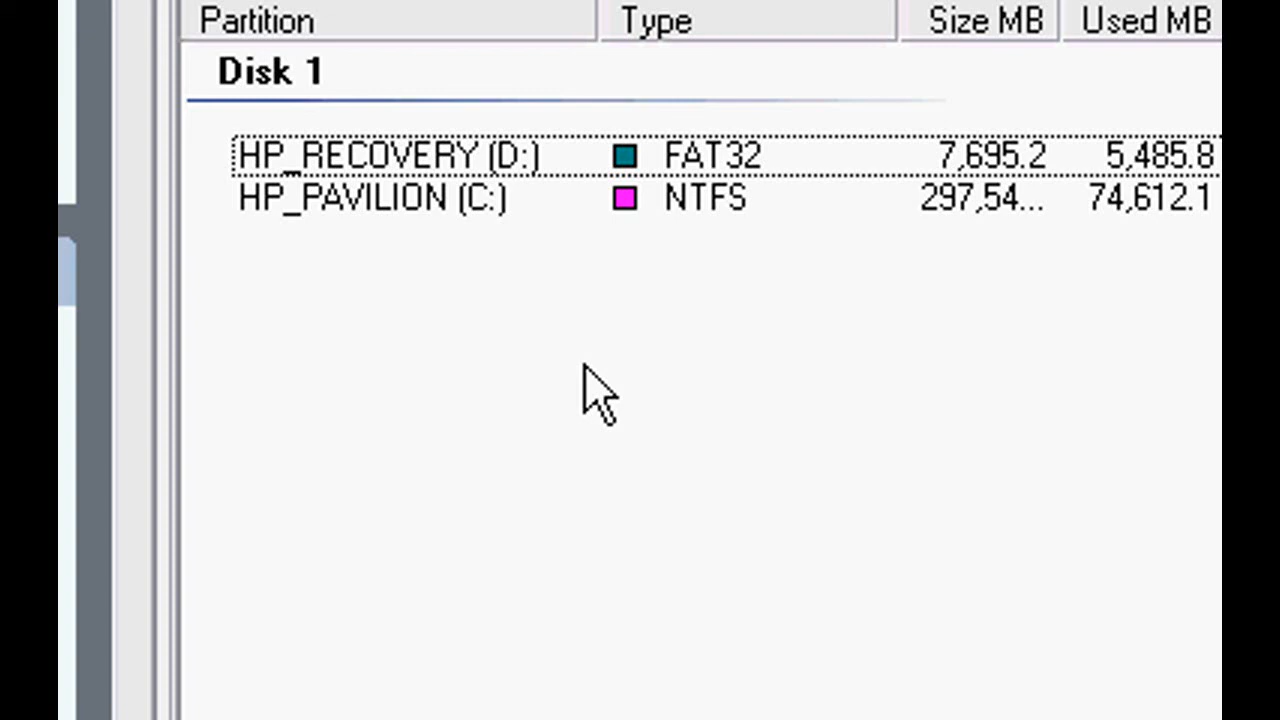 Partition Type Size MB Used MB
Disk 1
HP_RECOVERY (D:) FAT32 7,695.2 5,485.8
HP_PAVILION (C:) NTFS 297,54... 74,612.1